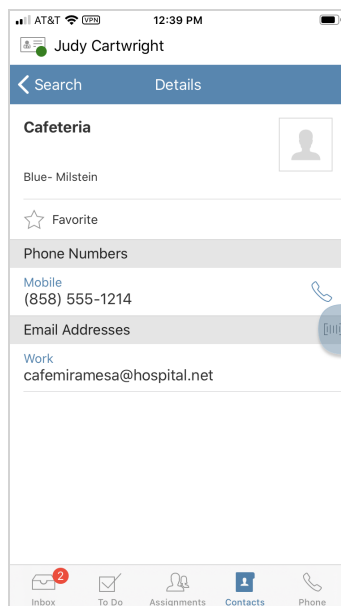 AT&T VPN 12:39 PM
Judy Cartwright
Search Details
Cafeteria
Blue- Milstein
Favorite
Phone Numbers
Mobile
(858) 555-1214
Email Addresses
Work
cafemiramesa@hospital.net
2
Inbox To Do Assignments Contacts Phone